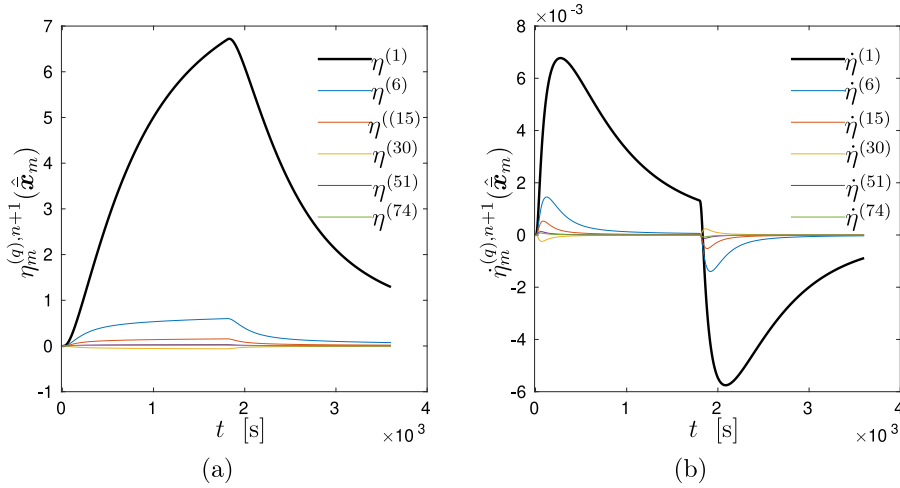 7
6
5
4
3
2
1
0
-1
0 1 2 3 4
×10 3
t [s]
η_m^{(q),n+1}(x̄̂_m)
η^{(1)}
η^{(6)}
η^{((15)}
η^{(30)}
η^{(51)}
η^{(74)}
(a)
×10 -3
8
6
4
2
0
-2
-4
-6
0 1 2 3 4
×10 3
t [s]
η̇_m^{(q),n+1}(x̄̂_m)
η̇^{(1)}
η̇^{(6)}
η̇^{(15)}
η̇^{(30)}
η̇^{(51)}
η̇^{(74)}
(b)